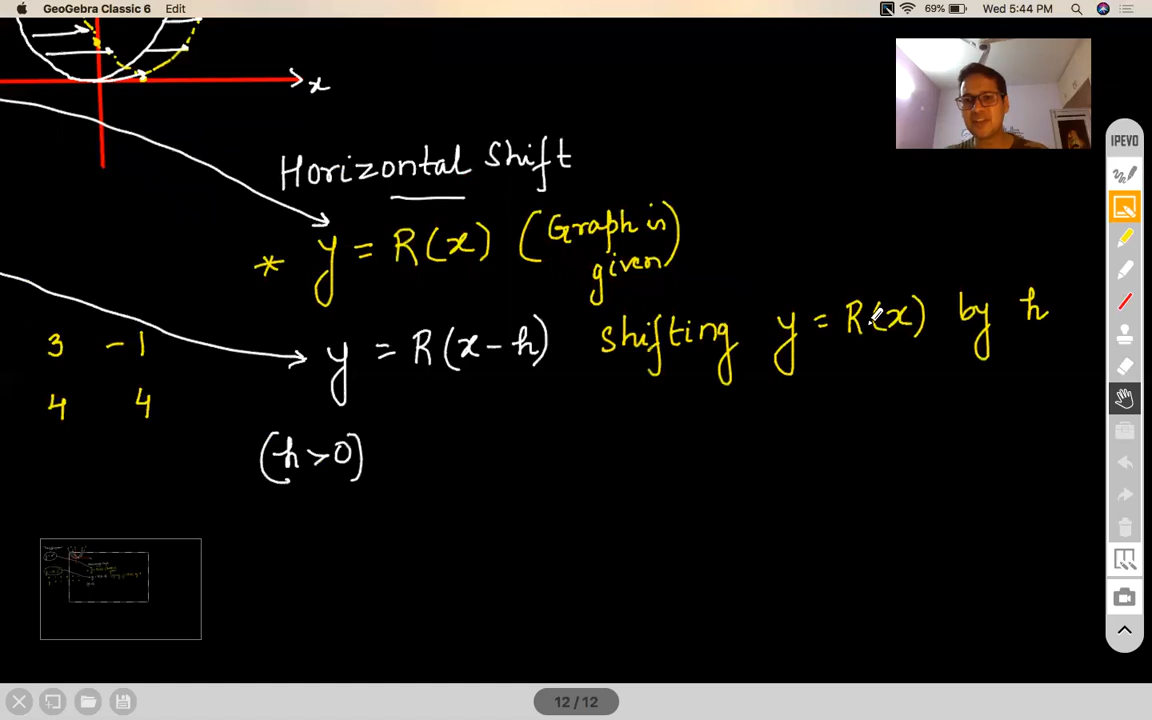 GeoGebra Classic 6 Edit 69% Wed 5:44 PM
x
IPEVO
Horizontal Shift
* y = R(x) (Graph is
given)
shifting y = R(x) by h
3 -1
y = R(x-h)
4 4
(h>0)
12 / 12